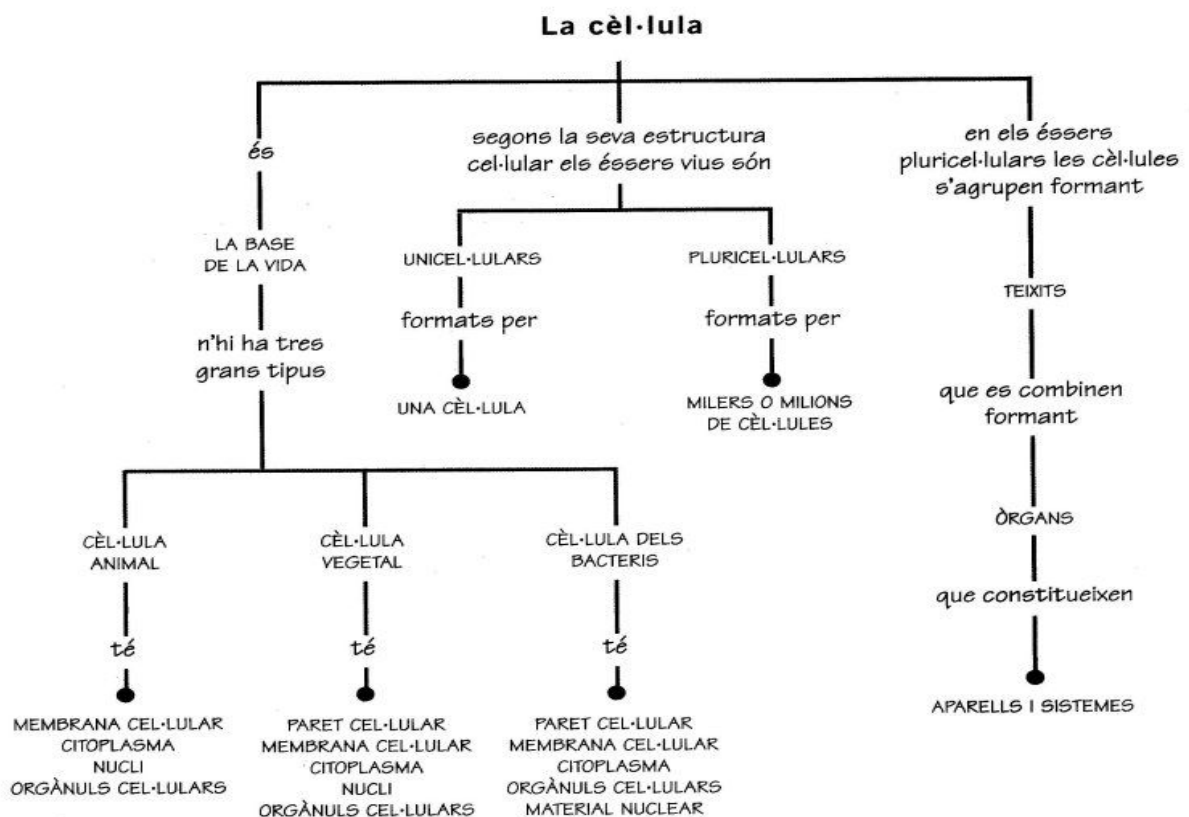 La cèl·lula
és
segons la seva estructura
cel·lular els éssers vius són
en els éssers
pluricel·lulars les cèl·lules
s'agrupen formant
LA BASE
DE LA VIDA
UNICEL·LULARS
PLURICEL·LULARS
TEIXITS
n'hi ha tres
grans tipus
formats per
formats per
UNA CÈL·LULA
MILERS O MILIONS
DE CÈL·LULES
que es combinen
formant
CÈL·LULA
ANIMAL
CÈL·LULA
VEGETAL
CÈL·LULA DELS
BACTERIS
ÒRGANS
que constitueixen
té
té
té
MEMBRANA CEL·LULAR
CITOPLASMA
NUCLI
ORGÀNULS CEL·LULARS
PARET CEL·LULAR
MEMBRANA CEL·LULAR
CITOPLASMA
NUCLI
ORGÀNULS CEL·LULARS
PARET CEL·LULAR
MEMBRANA CEL·LULAR
CITOPLASMA
ORGÀNULS CEL·LULARS
MATERIAL NUCLEAR
APARELLS I SISTEMES